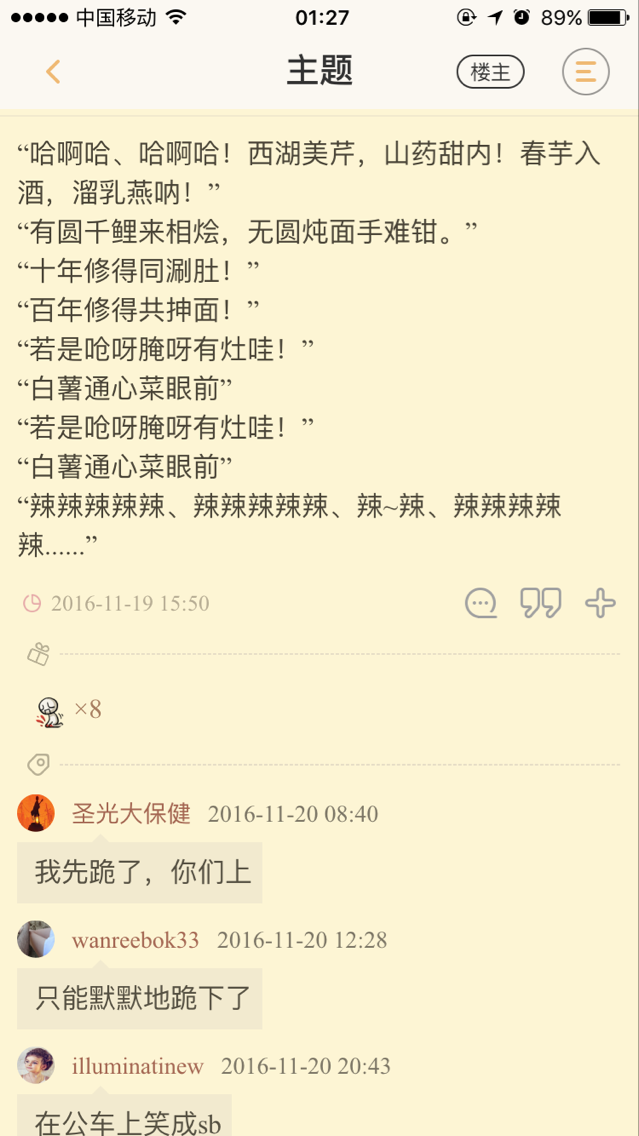 中国移动 01:27 89%
主题 楼主
“哈啊哈、哈啊哈！西湖美芹，山药甜内！春芋入
酒，溜乳燕呐！”
“有圆千鲤来相烩，无圆炖面手难钳。”
“十年修得同涮肚！”
“百年修得共抻面！”
“若是呛呀腌呀有灶哇！”
“白薯通心菜眼前”
“若是呛呀腌呀有灶哇！”
“白薯通心菜眼前”
“辣辣辣辣辣、辣辣辣辣辣、辣~辣、辣辣辣辣
辣......”
2016-11-19 15:50
×8
圣光大保健 2016-11-20 08:40
我先跪了，你们上
wanreebok33 2016-11-20 12:28
只能默默地跪下了
illuminatinew 2016-11-20 20:43
在公车上笑成sb